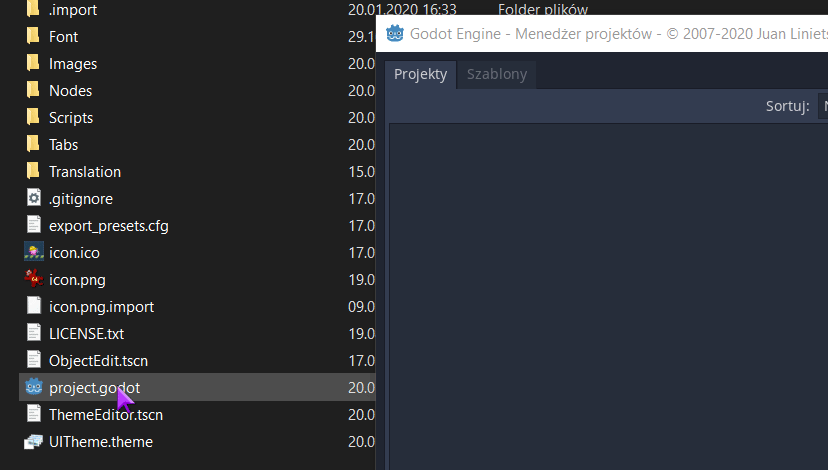 .import 20.01.2020 16:33 Folder plików
Font 29.1
Images 20.0
Nodes 20.0
Scripts 20.0
Tabs 20.0
Translation 15.0
.gitignore 17.0
export_presets.cfg 17.0
icon.ico 17.0
icon.png 19.0
icon.png.import 09.0
LICENSE.txt 19.0
ObjectEdit.tscn 17.0
project.godot 20.0
ThemeEditor.tscn 20.0
UITheme.theme 20.0
Godot Engine - Menedżer projektów - © 2007-2020 Juan Liniets
Projekty Szablony
Sortuj: